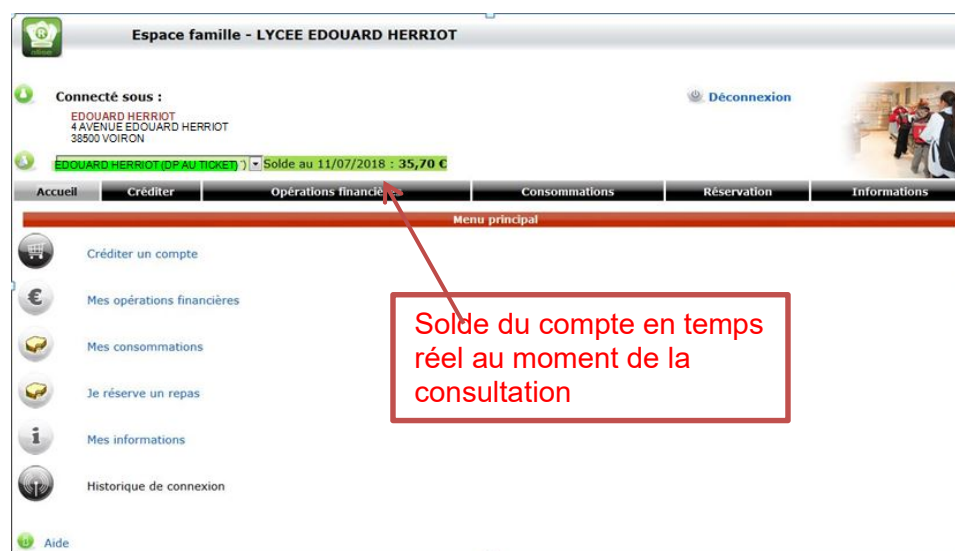 Espace famille - LYCEE EDOUARD HERRIOT
Connecté sous :
Déconnexion
EDOUARD HERRIOT
4 AVENUE EDOUARD HERRIOT
38500 VOIRON
EDOUARD HERRIOT (DP AU TICKET) ) Solde au 11/07/2018 : 35,70 €
Accueil Créditer Opérations financières Consommations Réservation Informations
Menu principal
Créditer un compte
Mes opérations financières
Solde du compte en temps
réel au moment de la
consultation
Mes consommations
Je réserve un repas
Mes informations
Historique de connexion
Aide